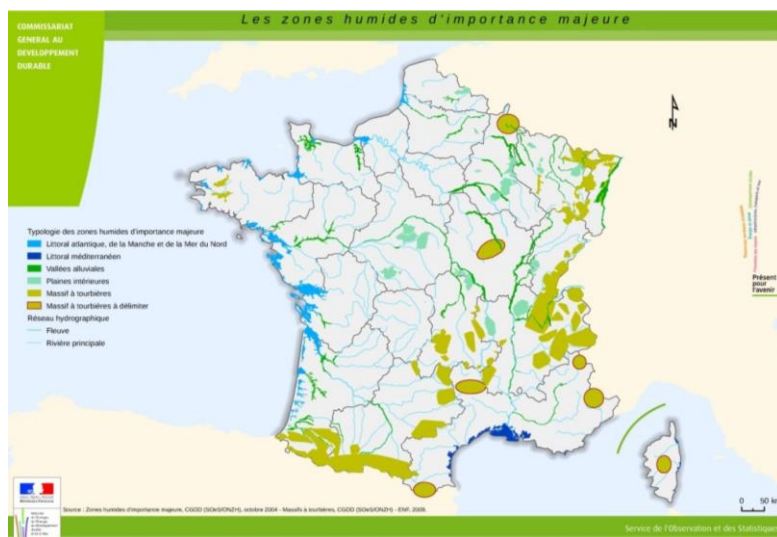 Les zones humides d'importance majeure
COMMISSARIAT
GENERAL AU
DEVELOPPEMENT
DURABLE
N
Typologie des zones humides d'importance majeure
Littoral atlantique, de la Manche et de la Mer du Nord
Littoral méditerranéen
Vallées alluviales
Plaines intérieures
Massif à tourbières
Massif à tourbières à délimiter
Réseau hydrographique
Fleuve
Rivière principale
Présent
pour
l'avenir
0 50 km
Source : Zones humides d'importance majeure, CGDD (SOeS/ONZH), octobre 2004 - Massifs à tourbières, CGDD (SOeS/ONZH) - ENF, 2008.
Service de l'Observation et des Statistiques